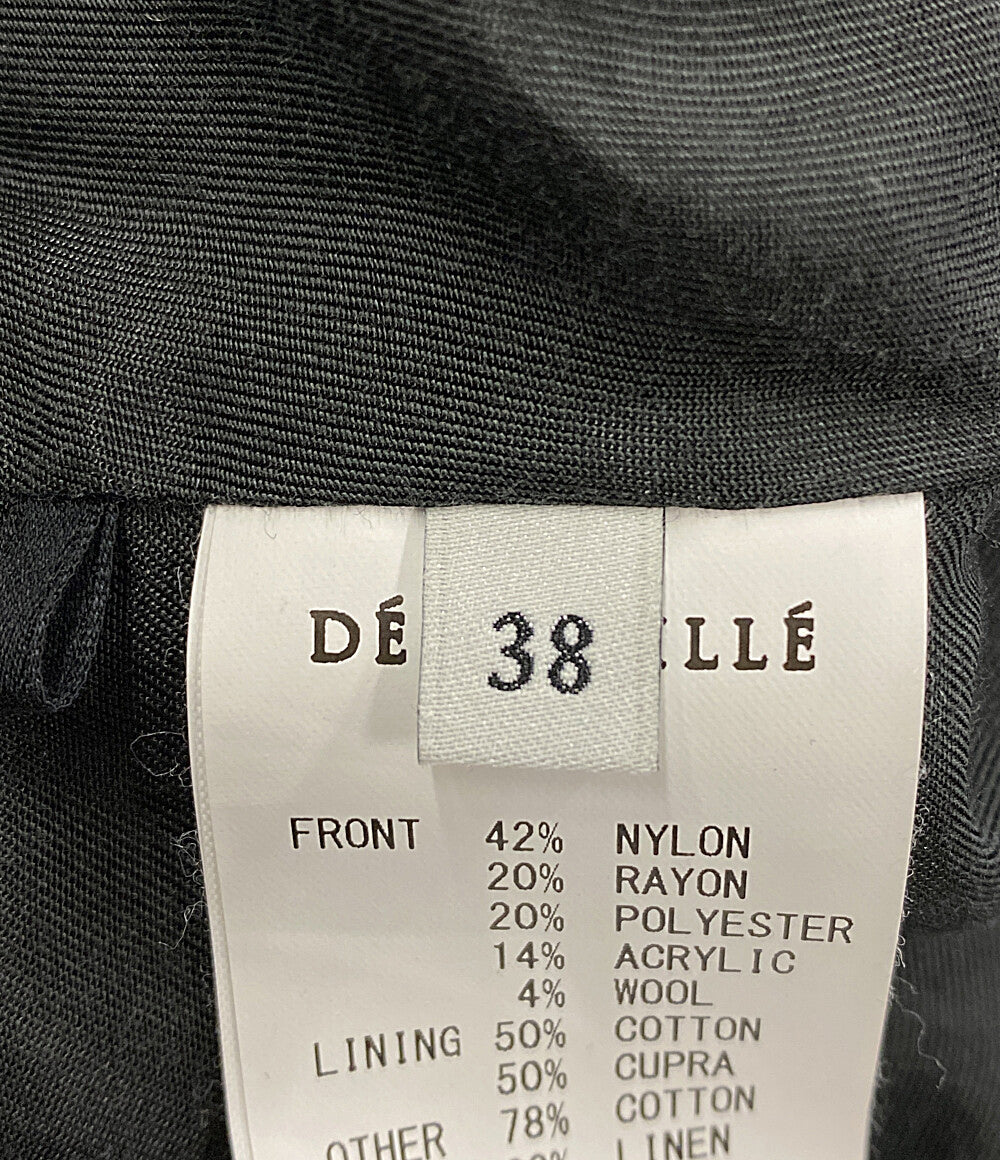 DÉ LLÉ
38
FRONT 42% NYLON
20% RAYON
20% POLYESTER
14% ACRYLIC
4% WOOL
LINING 50% COTTON
50% CUPRA
OTHER 78% COTTON
LINEN